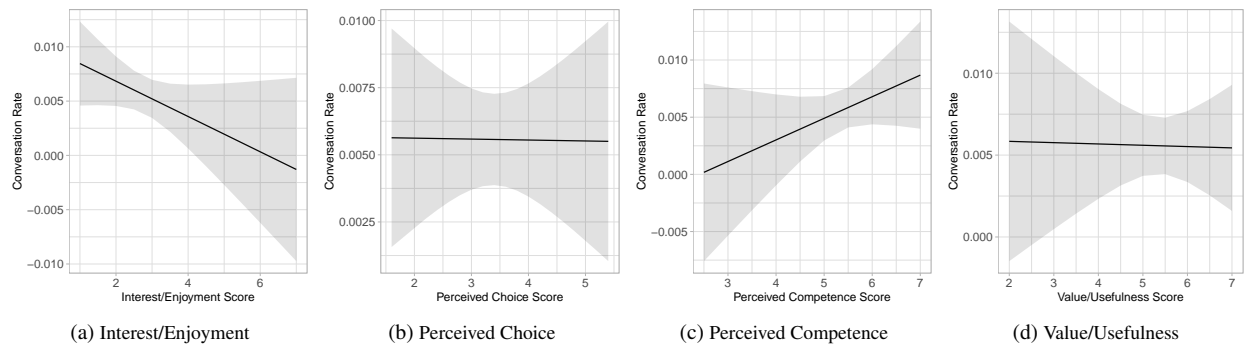 0.010
0.005
0.000
−0.005
−0.010
2
4
6
Conversation Rate
Interest/Enjoyment Score
(a) Interest/Enjoyment
0.0100
0.0075
0.0050
0.0025
2
3
4
5
Conversation Rate
Perceived Choice Score
(b) Perceived Choice
0.010
0.005
0.000
−0.005
3
4
5
6
7
Conversation Rate
Perceived Competence Score
(c) Perceived Competence
0.010
0.005
0.000
2
3
4
5
6
7
Conversation Rate
Value/Usefulness Score
(d) Value/Usefulness